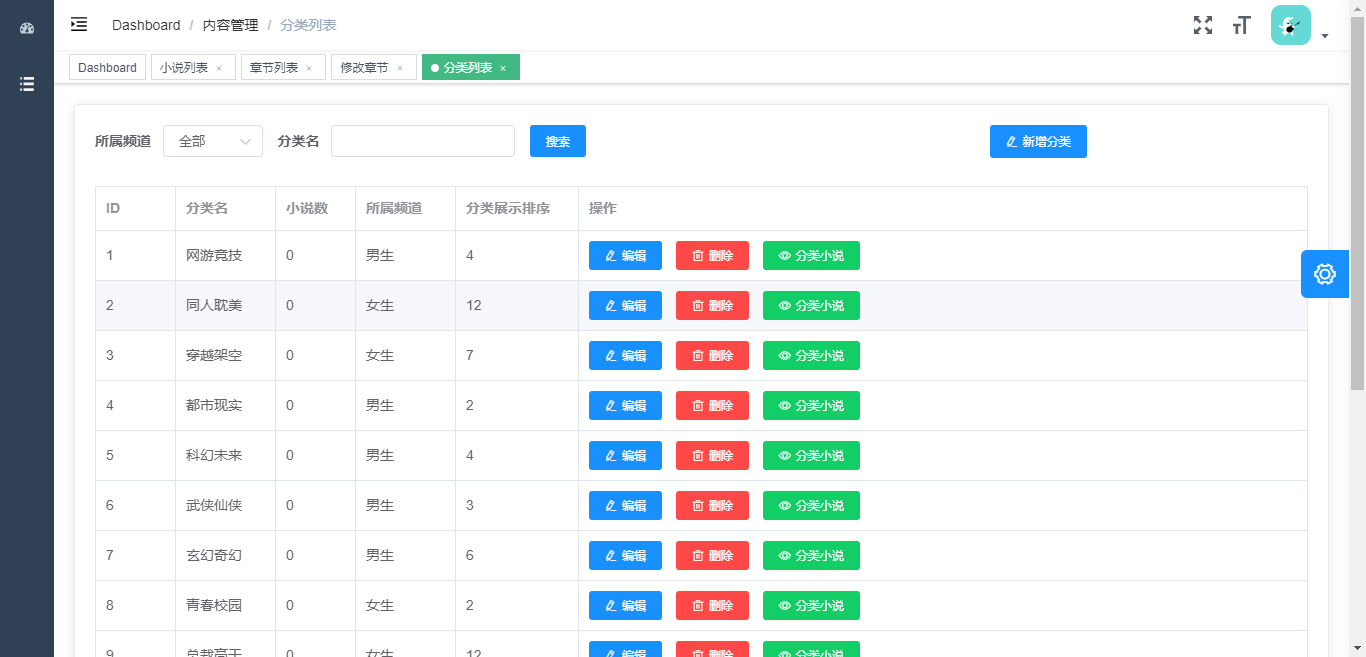 Dashboard / 内容管理 / 分类列表
Dashboard 小说列表 × 章节列表 × 修改章节 × 分类列表 ×
所属频道 全部 分类名 搜索 新增分类
ID 分类名 小说数 所属频道 分类展示排序 操作
1 网游竞技 0 男生 4 编辑 删除 分类小说
2 同人耽美 0 女生 12 编辑 删除 分类小说
3 穿越架空 0 女生 7 编辑 删除 分类小说
4 都市现实 0 男生 2 编辑 删除 分类小说
5 科幻未来 0 男生 4 编辑 删除 分类小说
6 武侠仙侠 0 男生 3 编辑 删除 分类小说
7 玄幻奇幻 0 男生 6 编辑 删除 分类小说
8 青春校园 0 女生 2 编辑 删除 分类小说
9 总裁高干 0 女生 12 编辑 删除 分类小说